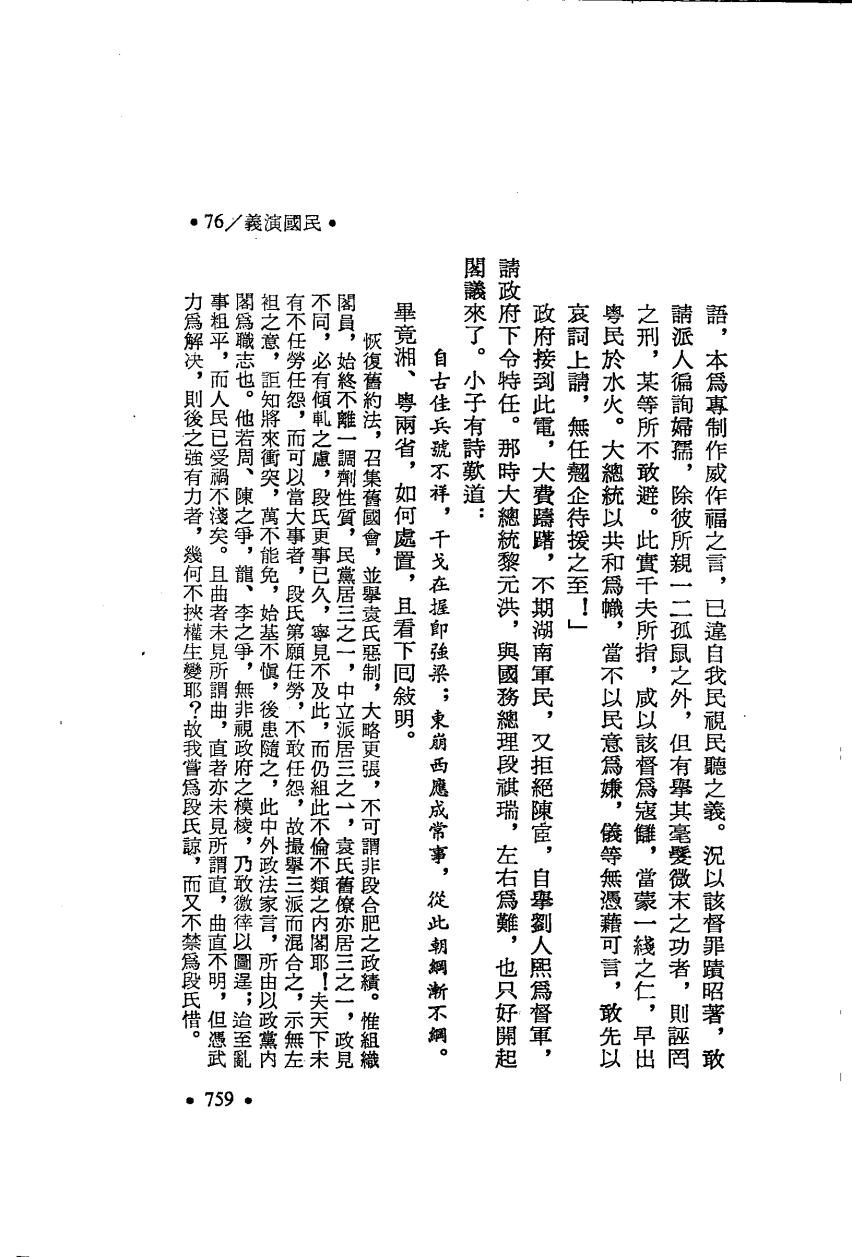 •76／義演國民•
語，本爲專制作威作福之言，已違自我民視民聽之義。況以該督罪蹟昭著，敢
請派人徧詢婦孺，除彼所親一二孤鼠之外，但有擧其毫髮微末之功者，則誣罔
之刑，某等所不敢避。此實千夫所指，咸以該督爲寇讎，當蒙一綫之仁，早出
粵民於水火。大總統以共和爲幟，當不以民意爲嫌，儀等無憑藉可言，敢先以
哀詞上請，無任翹企待援之至！」
政府接到此電，大費躊躇，不期湖南軍民，又拒絕陳宧，自擧劉人熙爲督軍，
請政府下令特任。那時大總統黎元洪，與國務總理段祺瑞，左右爲難，也只好開起
閣議來了。小子有詩歎道：
自古佳兵號不祥，干戈在握卽強梁；東崩西應成常事，從此朝綱漸不綱。
畢竟湘、粵兩省，如何處置，且看下回敍明。
恢復舊約法，召集舊國會，並擧袁氏惡制，大略更張，不可謂非段合肥之政績。惟組織
閣員，始終不離一調劑性質，民黨居三之一，中立派居三之一，袁氏舊僚亦居三之一，政見
不同，必有傾軋之慮，段氏更事已久，寧見不及此，而仍組此不倫不類之內閣耶！夫天下未
有不任勞任怨，而可以當大事者，段氏第願任勞，不敢任怨，故撮擧三派而混合之，示無左
袒之意，詎知將來衝突，萬不能免，始基不愼，後患隨之，此中外政法家言，所由以政黨內
閣爲職志也。他若周、陳之爭，龍、李之爭，無非視政府之模棱，乃敢徼倖以圖逞；迨至亂
事粗平，而人民已受禍不淺矣。且曲者未見所謂曲，直者亦未見所謂直，曲直不明，但憑武
力爲解決，則後之強有力者，幾何不挾權生變耶？故我嘗爲段氏諒，而又不禁爲段氏惜。
•759•